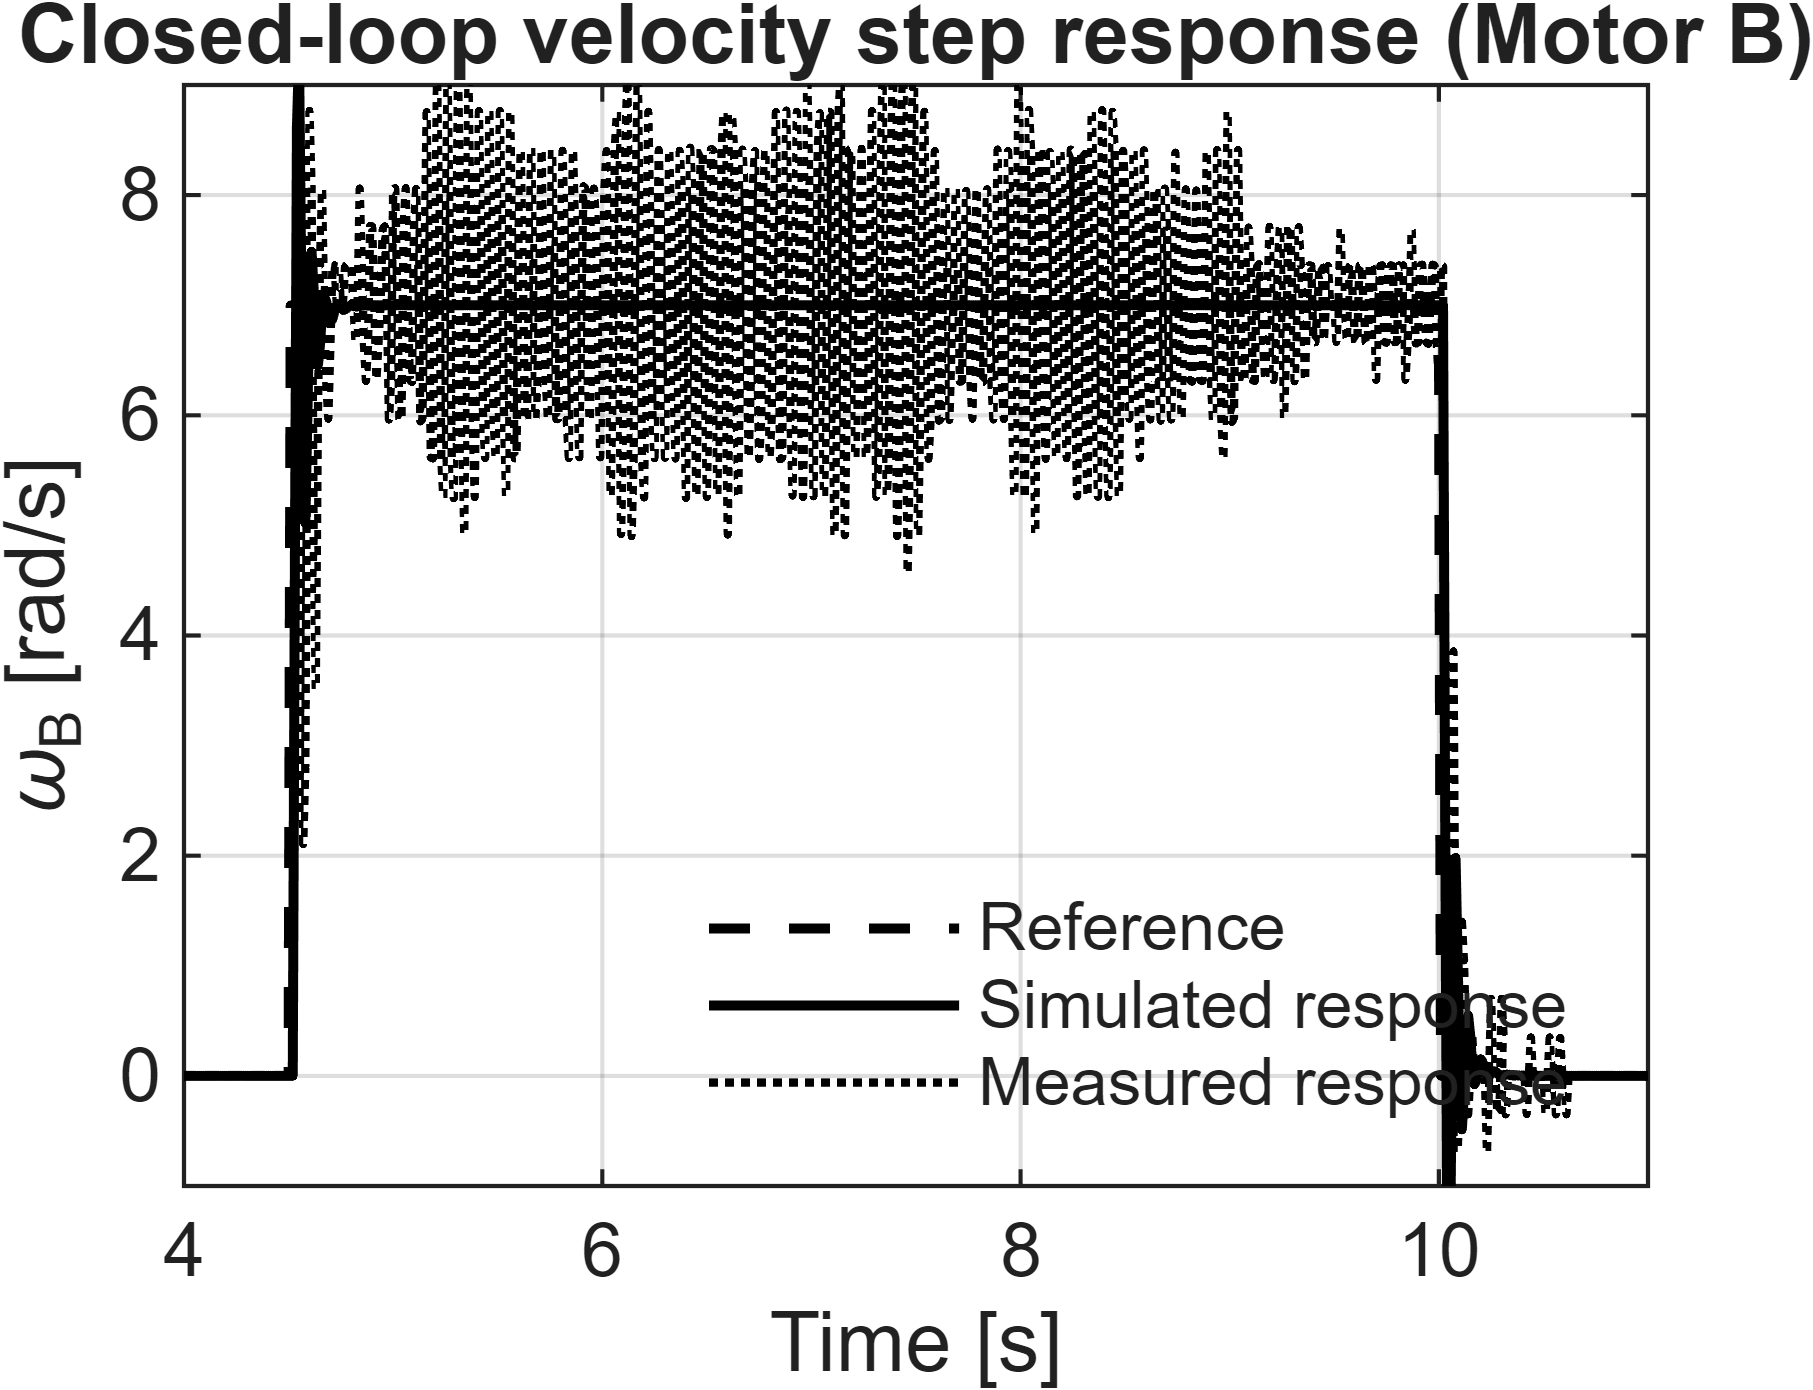 Closed-loop velocity step response (Motor B)
8
6
4
2
0
ω_B [rad/s]
Reference
Simulated response
Measured response
4 6 8 10
Time [s]